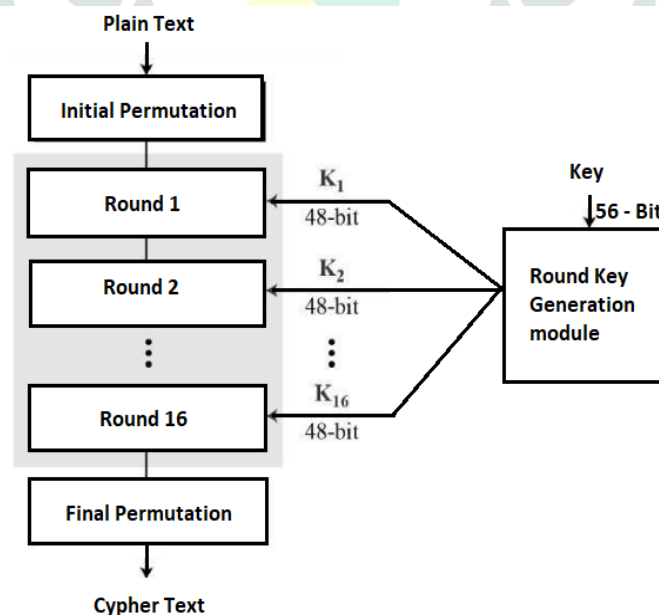 Plain Text
Initial Permutation
Round 1
K1
48-bit
Key
56 - Bit
Round 2
K2
48-bit
Round Key
Generation
module
Round 16
K16
48-bit
Final Permutation
Cypher Text